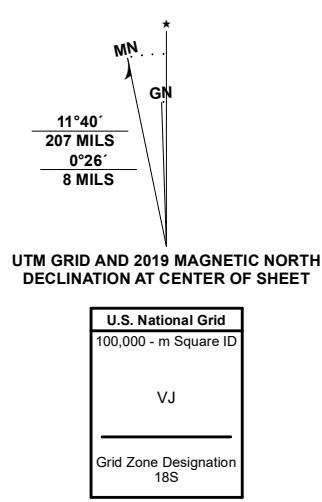 ★
MN
GN
11°40´
207 MILS
0°26´
8 MILS
UTM GRID AND 2019 MAGNETIC NORTH
DECLINATION AT CENTER OF SHEET
U.S. National Grid
100,000 - m Square ID
VJ
Grid Zone Designation
18S